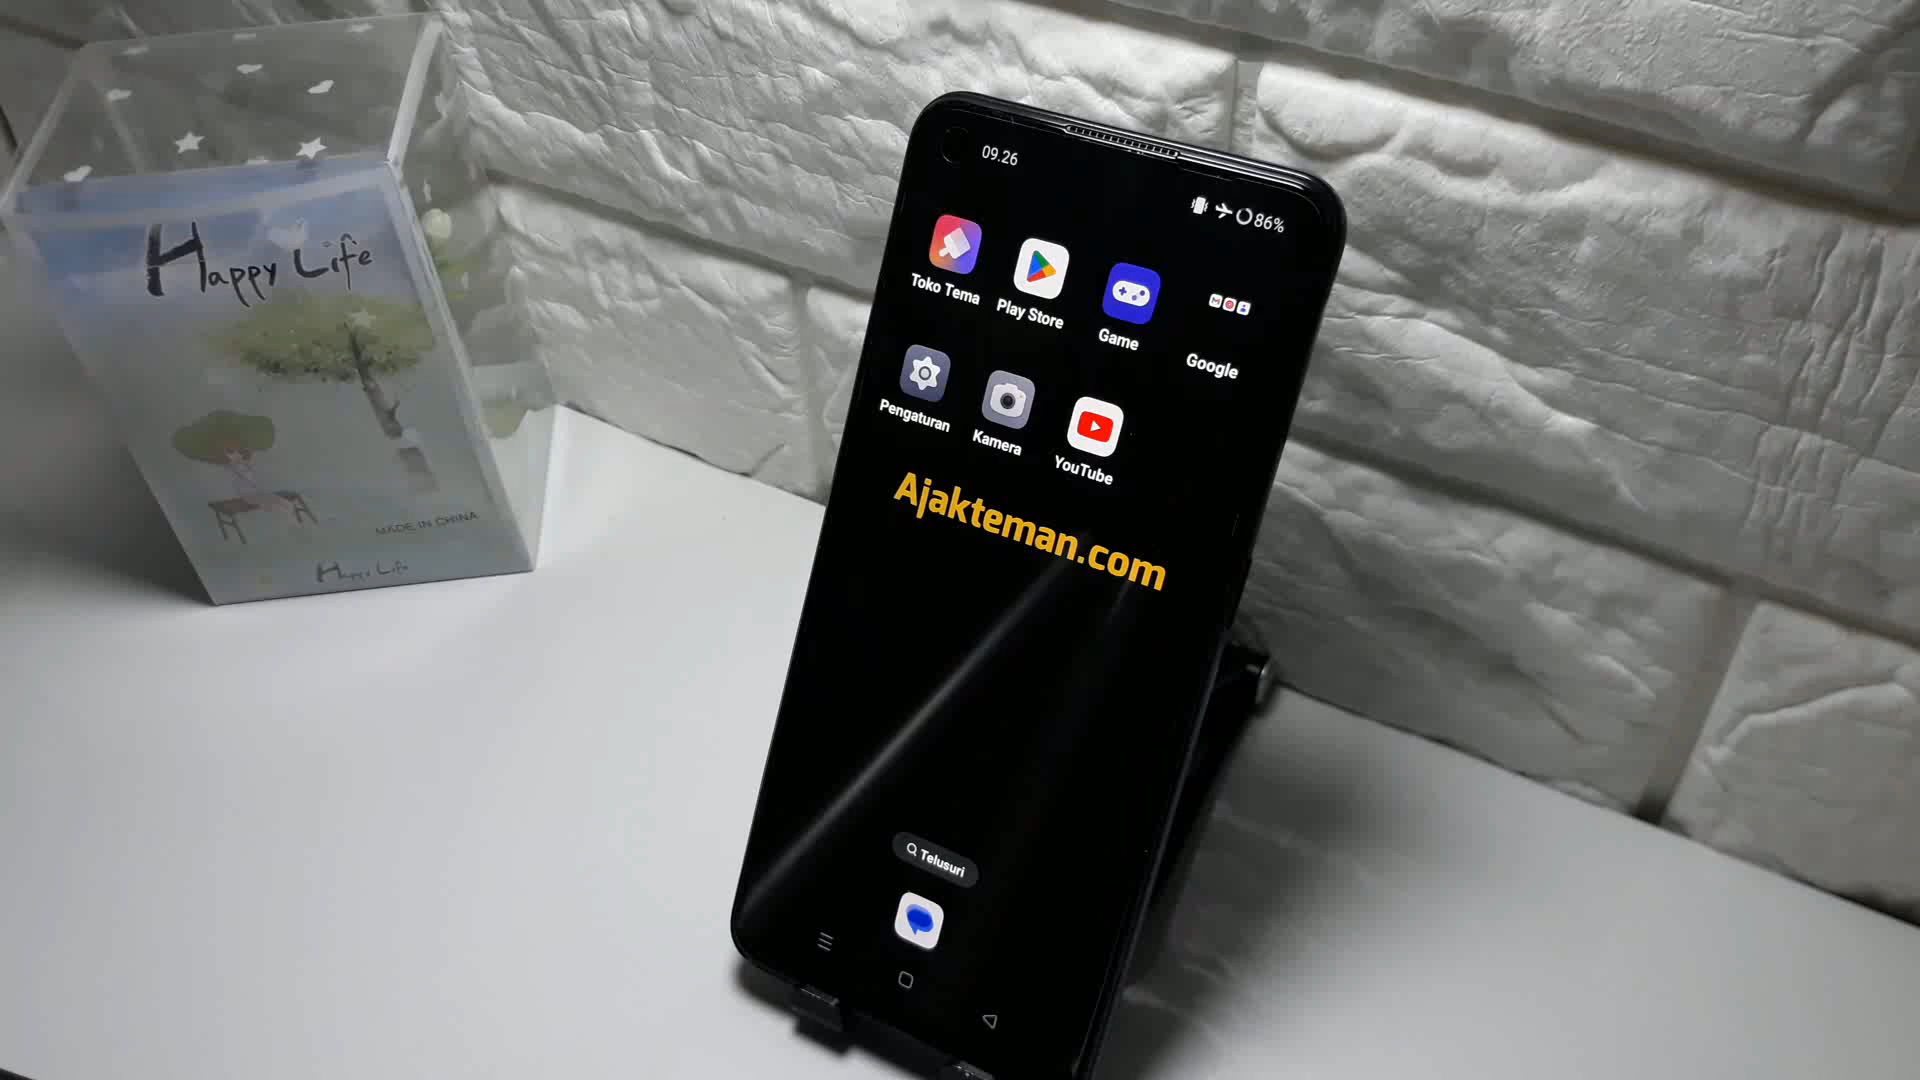 Happy Life
MADE IN CHINA
Happy Life
09.26
86%
Toko Tema
Play Store
Game
Google
Pengaturan
Kamera
YouTube
Ajakteman.com
Telusuri